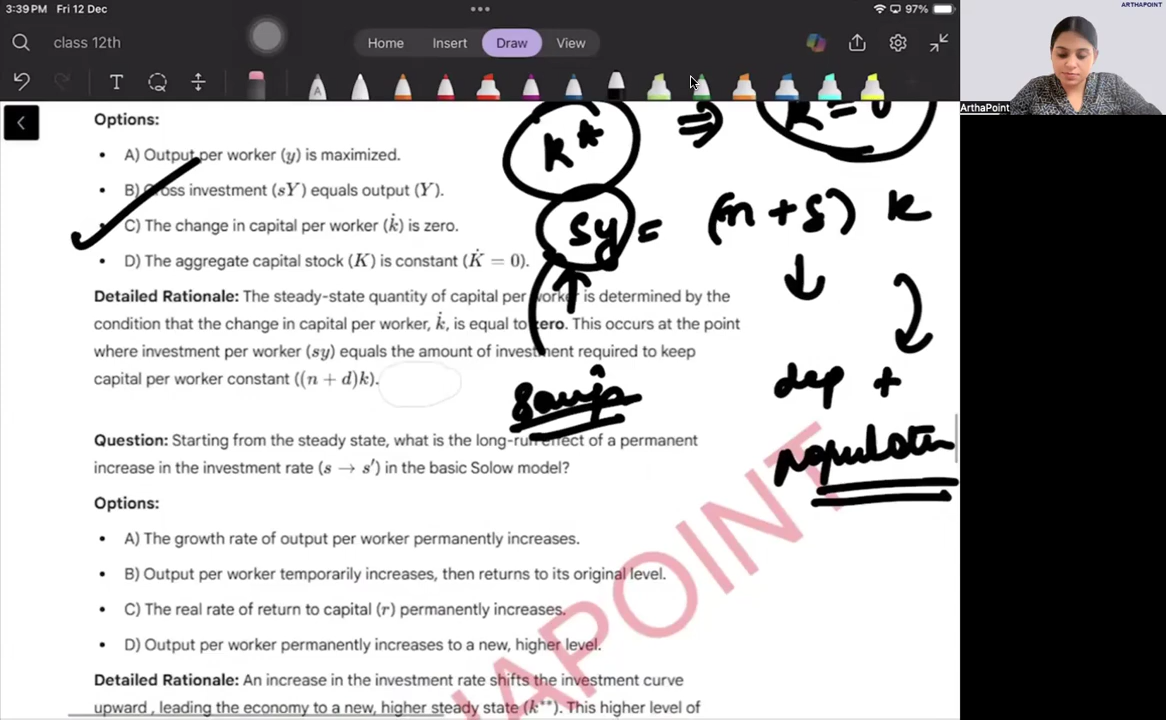 3:39 PM Fri 12 Dec
97%
ARTHAPOINT
class 12th
Home Insert Draw View
ArthaPoint
Options:
A) Output per worker (y) is maximized.
B) Gross investment (sY) equals output (Y).
C) The change in capital per worker (k̇) is zero.
D) The aggregate capital stock (K) is constant (K̇ = 0).
Detailed Rationale: The steady-state quantity of capital per worker is determined by the
condition that the change in capital per worker, k̇, is equal to zero. This occurs at the point
where investment per worker (sy) equals the amount of investment required to keep
capital per worker constant ((n + d)k).
k* ⇒ k̇ = 0
sy = (n + δ) k
dep +
population
Question: Starting from the steady state, what is the long-run effect of a permanent
increase in the investment rate (s → s′) in the basic Solow model?
Options:
A) The growth rate of output per worker permanently increases.
B) Output per worker temporarily increases, then returns to its original level.
C) The real rate of return to capital (r) permanently increases.
D) Output per worker permanently increases to a new, higher level.
Detailed Rationale: An increase in the investment rate shifts the investment curve
upward , leading the economy to a new, higher steady state (k**). This higher level of